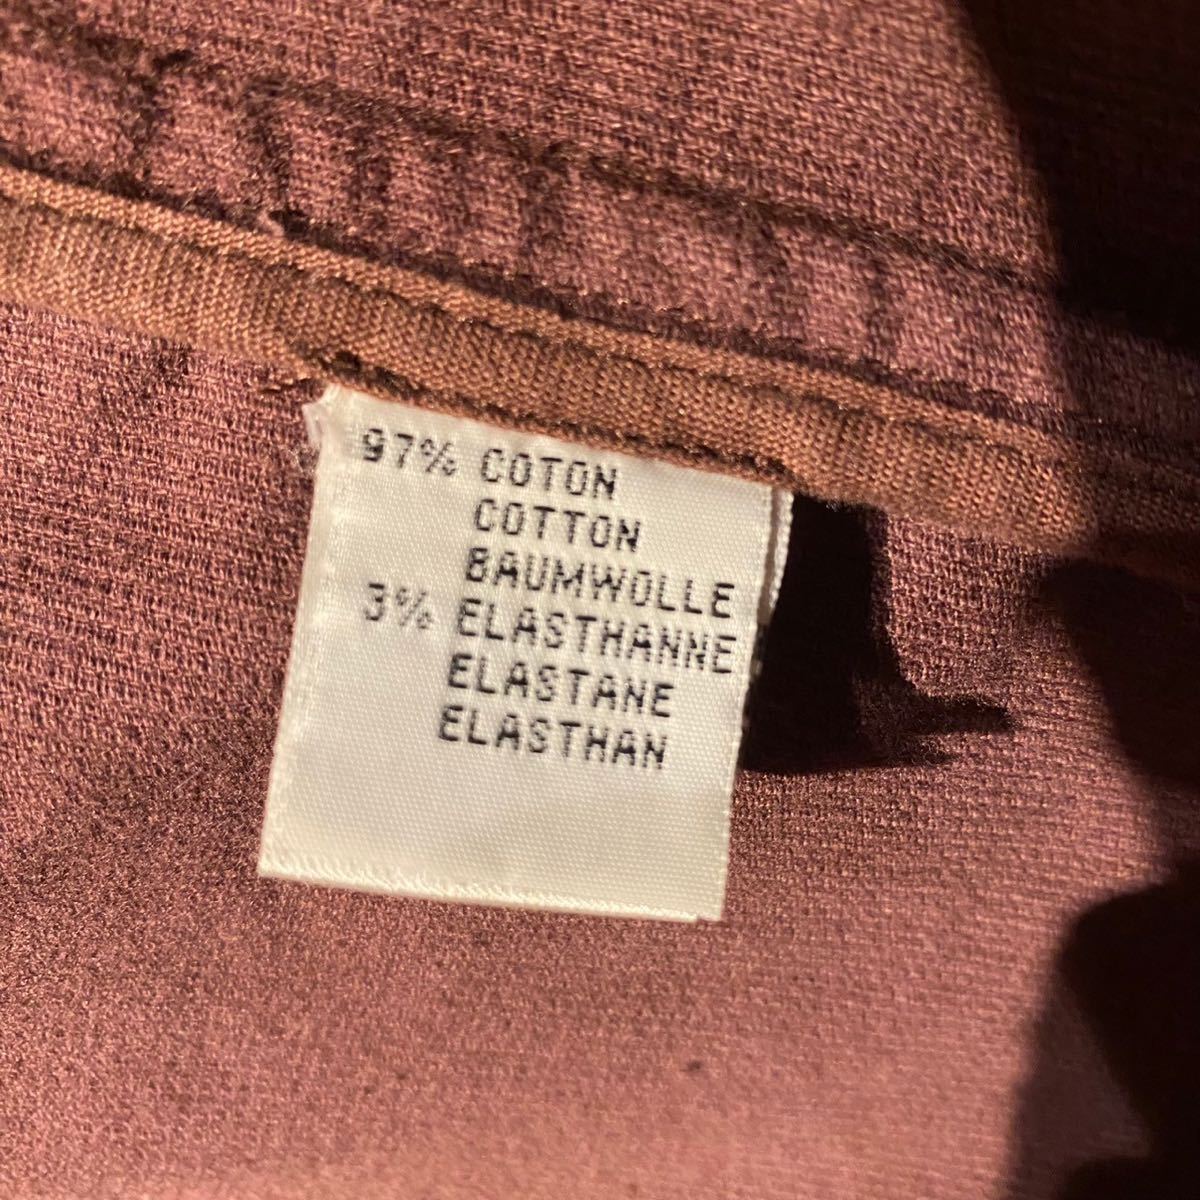 97% COTON
COTTON
BAUMWOLLE
3% ELASTHANNE
ELASTANE
ELASTHAN